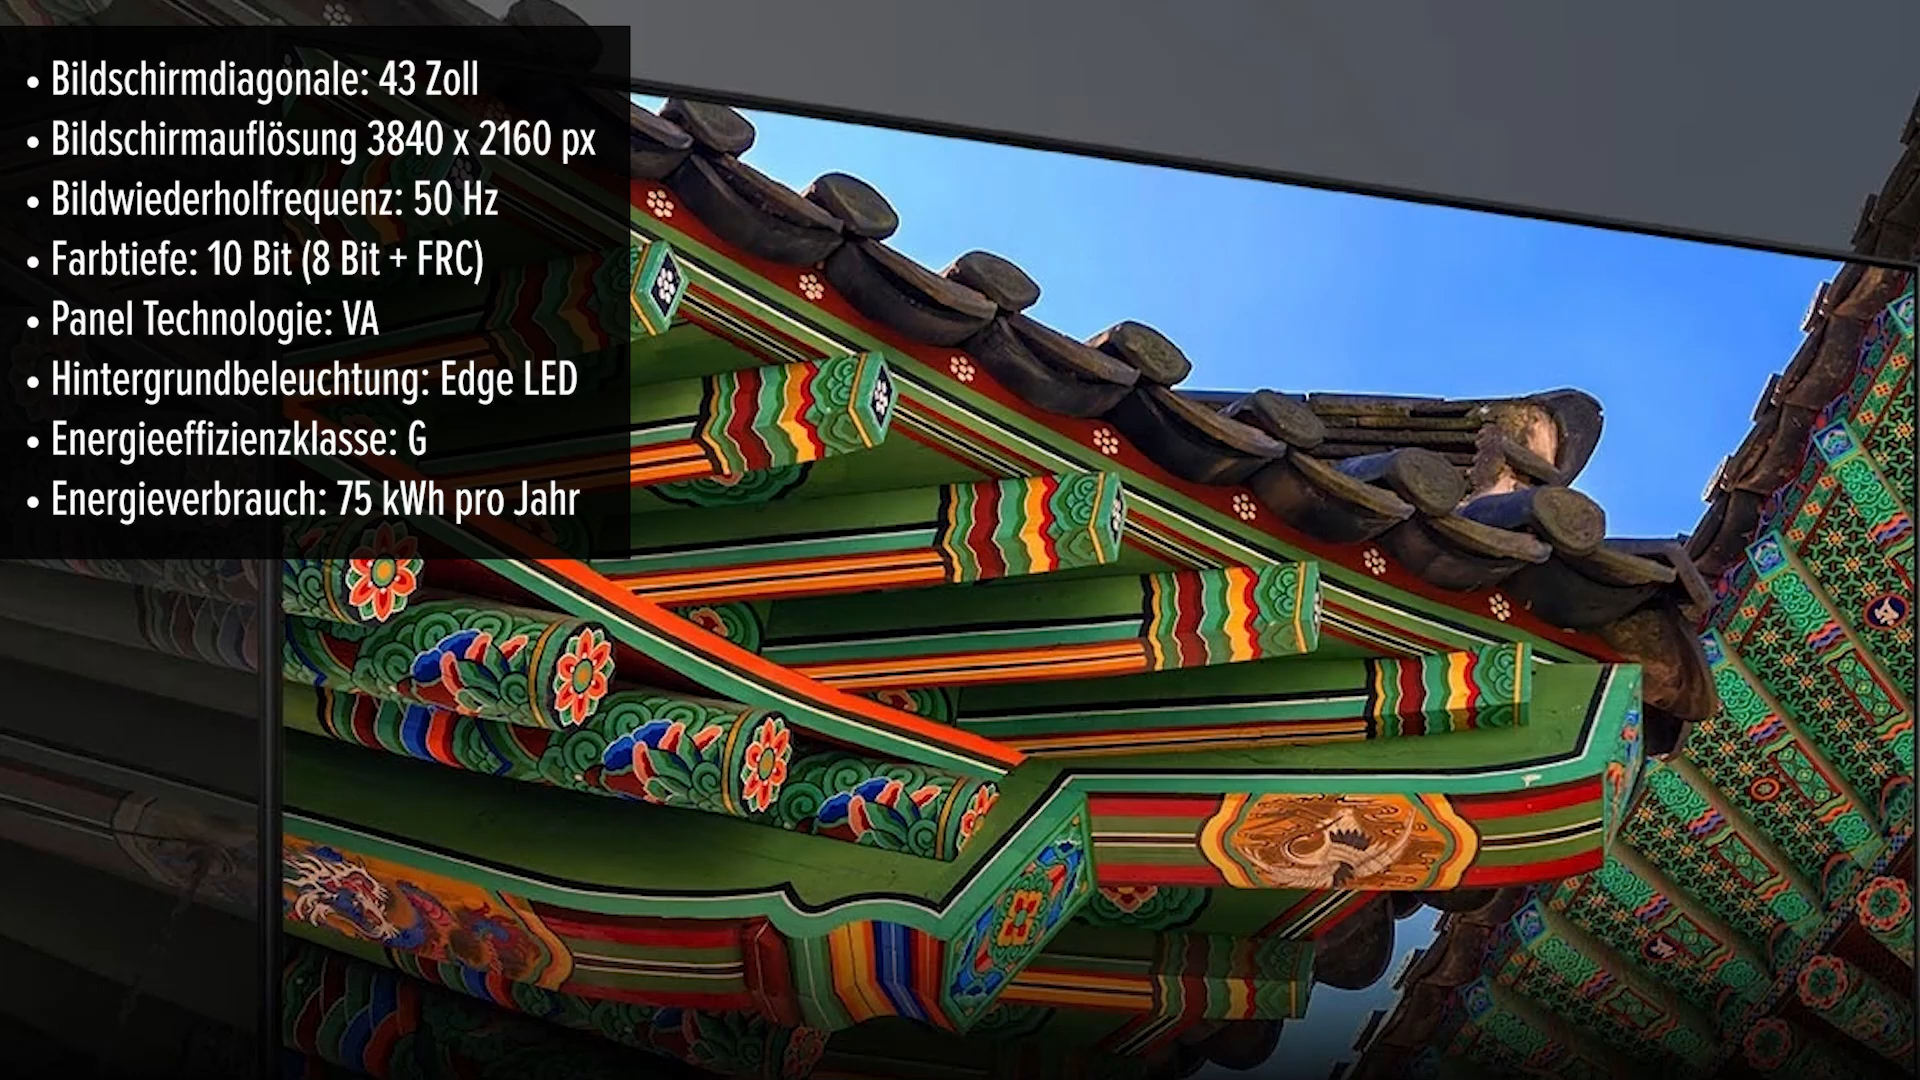 • Bildschirmdiagonale: 43 Zoll
• Bildschirmauflösung 3840 x 2160 px
• Bildwiederholfrequenz: 50 Hz
• Farbtiefe: 10 Bit (8 Bit + FRC)
• Panel Technologie: VA
• Hintergrundbeleuchtung: Edge LED
• Energieeffizienzklasse: G
• Energieverbrauch: 75 kWh pro Jahr